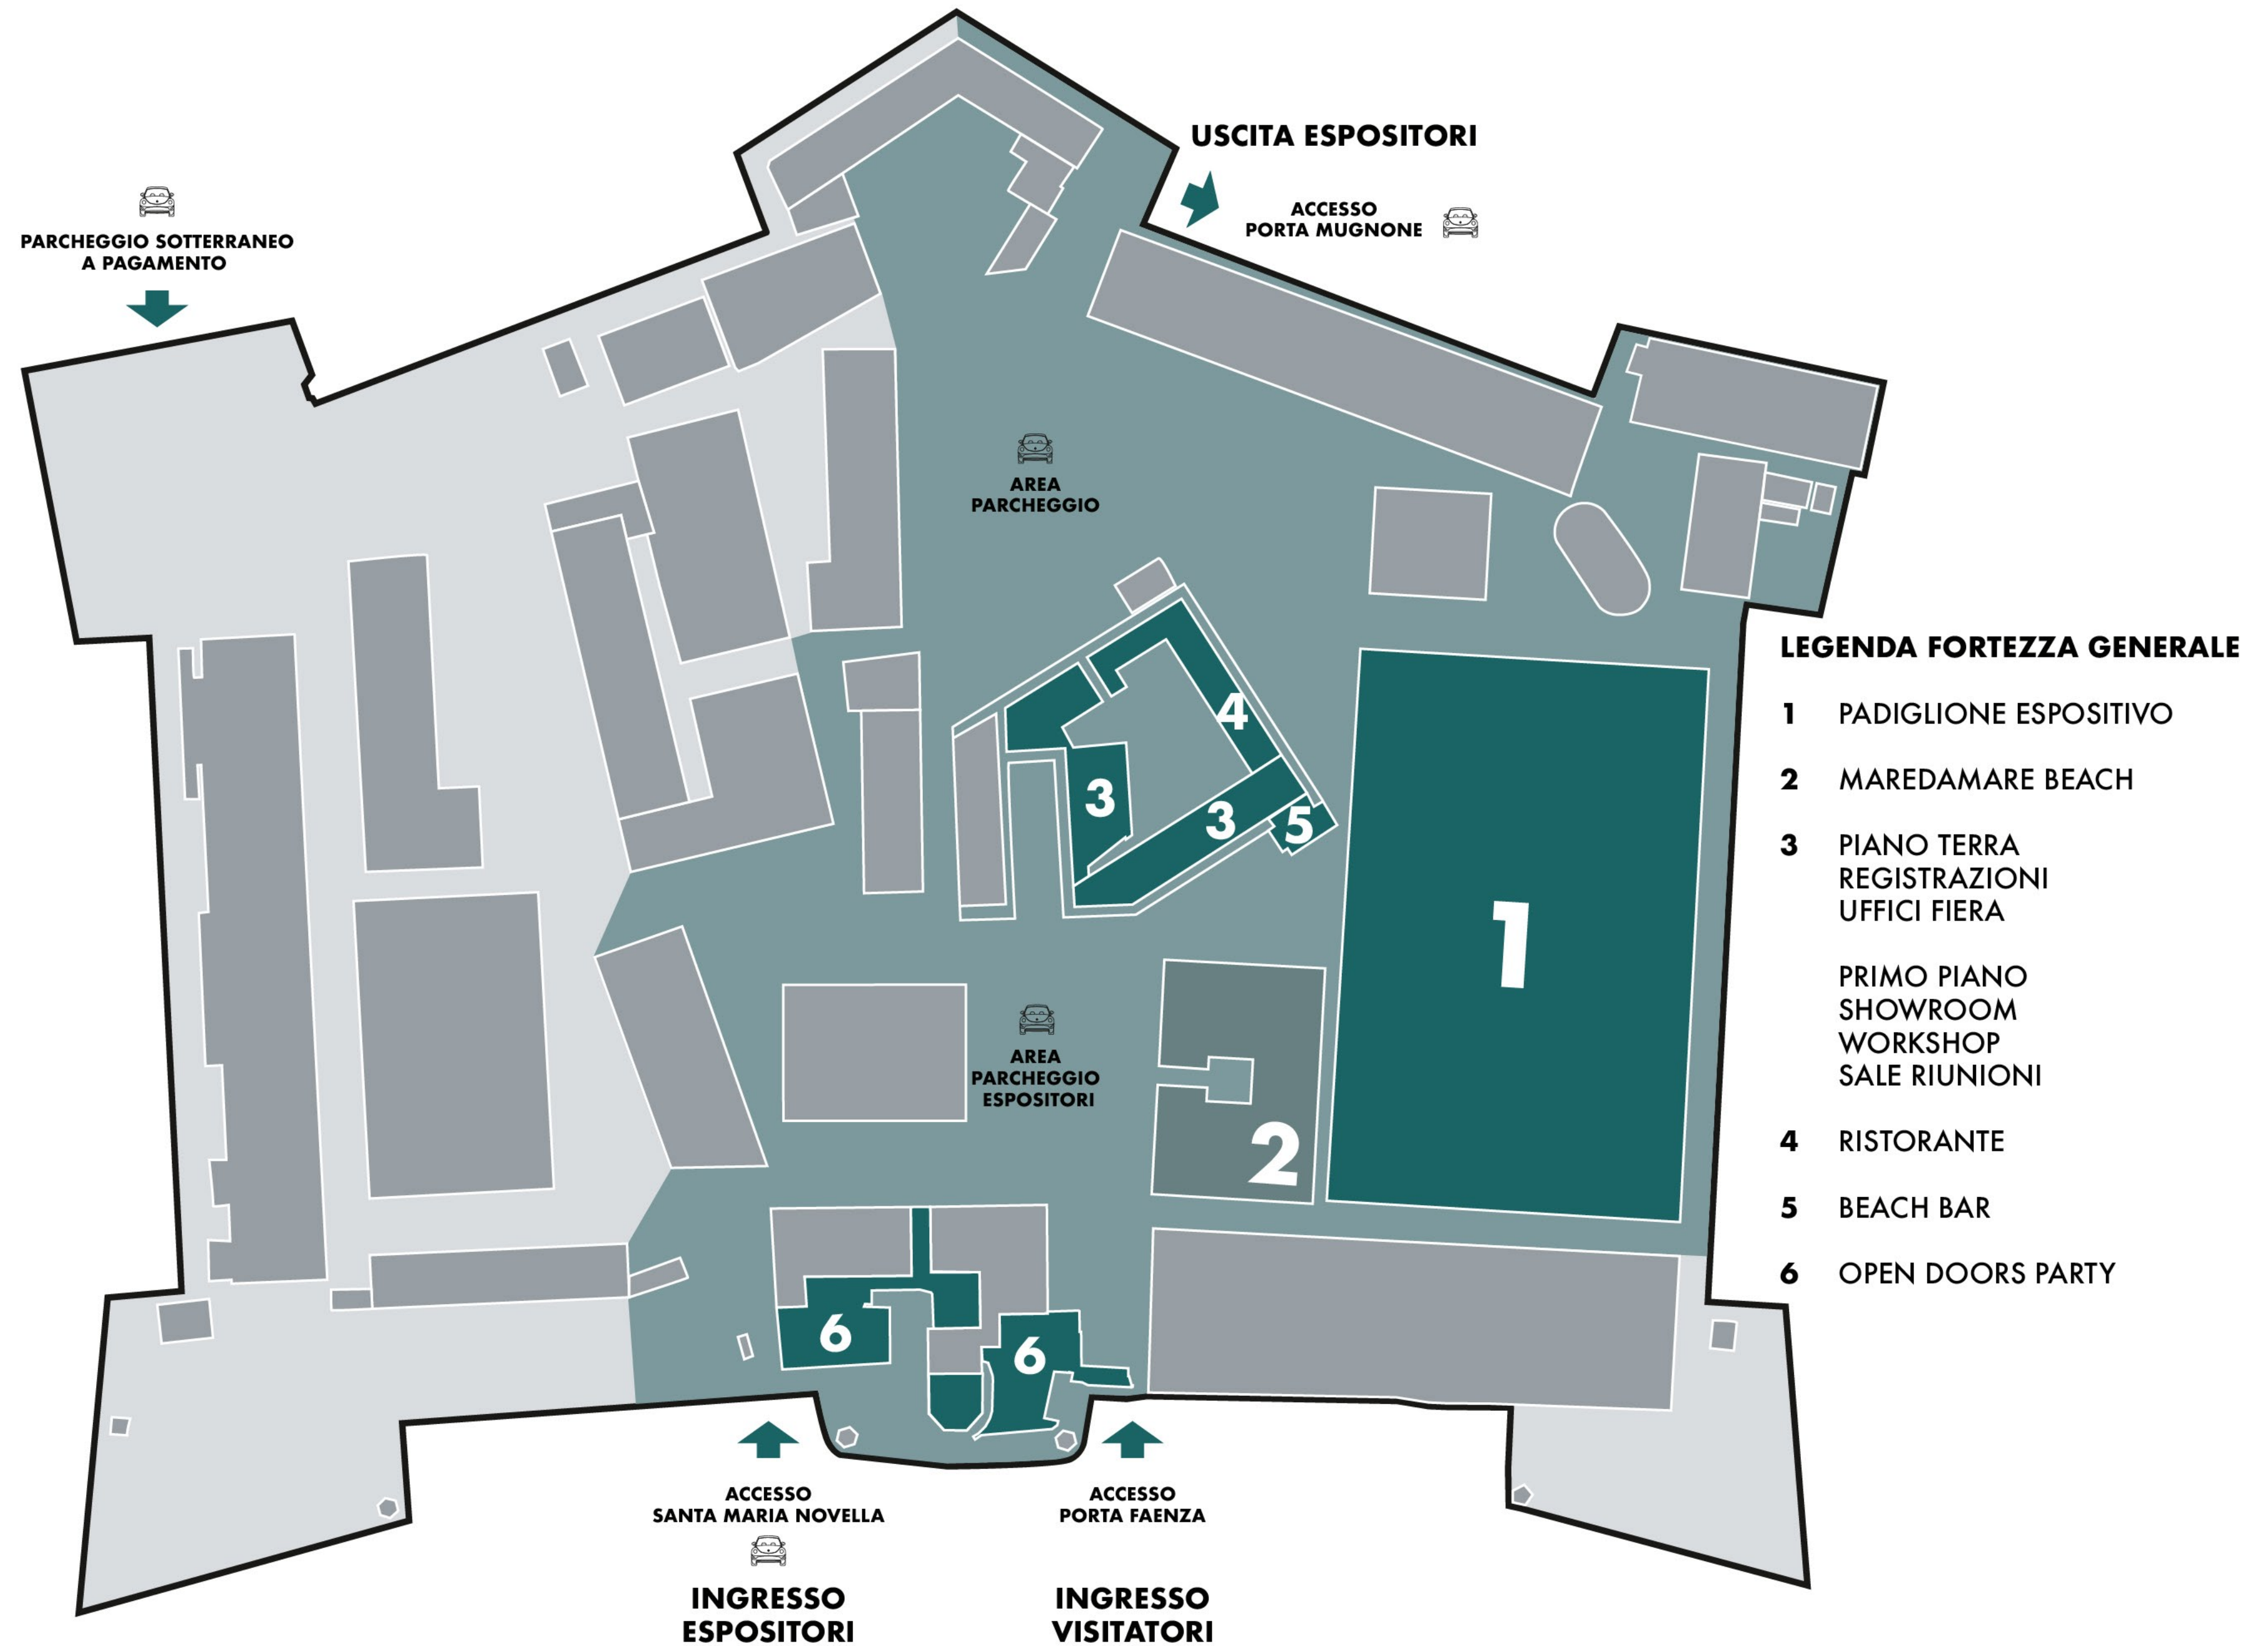 USCITA ESPOSITORI
ACCESSO
PORTA MUGNONE
PARCHEGGIO SOTTERRANEO
A PAGAMENTO
AREA
PARCHEGGIO
4
3
3
5
1
AREA
PARCHEGGIO
ESPOSITORI
2
6
6
ACCESSO
SANTA MARIA NOVELLA
INGRESSO
ESPOSITORI
ACCESSO
PORTA FAENZA
INGRESSO
VISITATORI
LEGENDA FORTEZZA GENERALE
1 PADIGLIONE ESPOSITIVO
2 MAREDAMARE BEACH
3 PIANO TERRA
REGISTRAZIONI
UFFICI FIERA
PRIMO PIANO
SHOWROOM
WORKSHOP
SALE RIUNIONI
4 RISTORANTE
5 BEACH BAR
6 OPEN DOORS PARTY